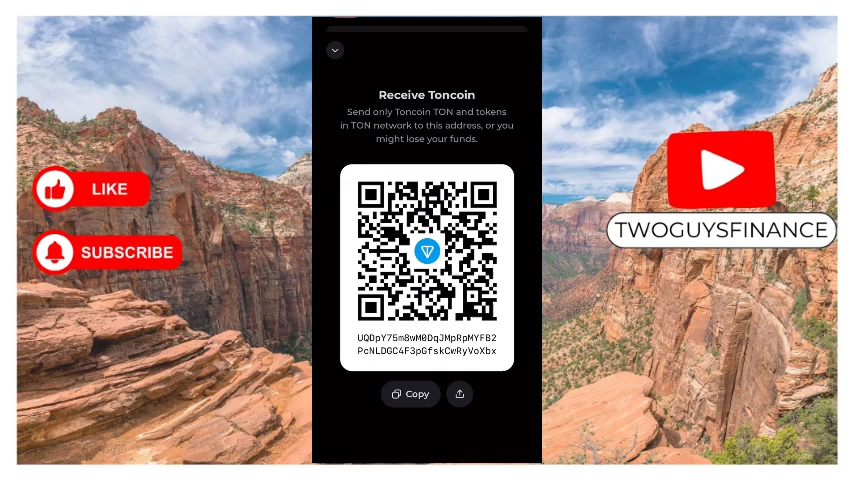 Receive Toncoin
Send only Toncoin TON and tokens
in TON network to this address, or you
might lose your funds.
LIKE
SUBSCRIBE
TWOGUYSFINANCE
UQDpY75m8wM0DqJMpRpMYFB2
PcNLDGC4F3pGfskCwRyVoXbx
Copy